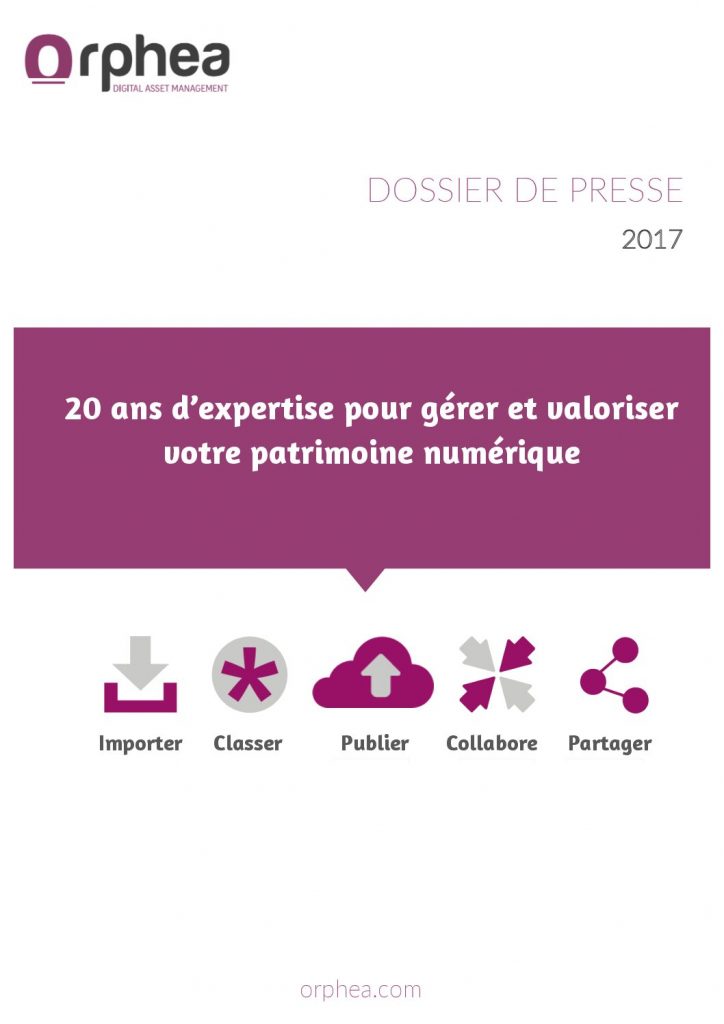 Orphea
DIGITAL ASSET MANAGEMENT
DOSSIER DE PRESSE
2017
20 ans d’expertise pour gérer et valoriser
votre patrimoine numérique
Importer Classer Publier Collabore Partager
orphea.com